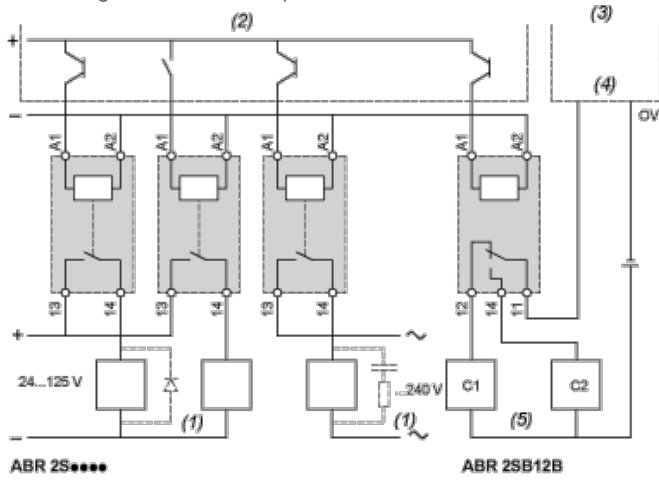 (2)
(3)
+
(4)
–
0V
A1
A2
A1
A2
A1
A2
A1
A2
13
14
13
14
13
14
12
14
11
+
~
24...125 V
...240 V
C1
C2
(1)
(1)
(5)
–
~
ABR 2S●●●●
ABR 2SB12B